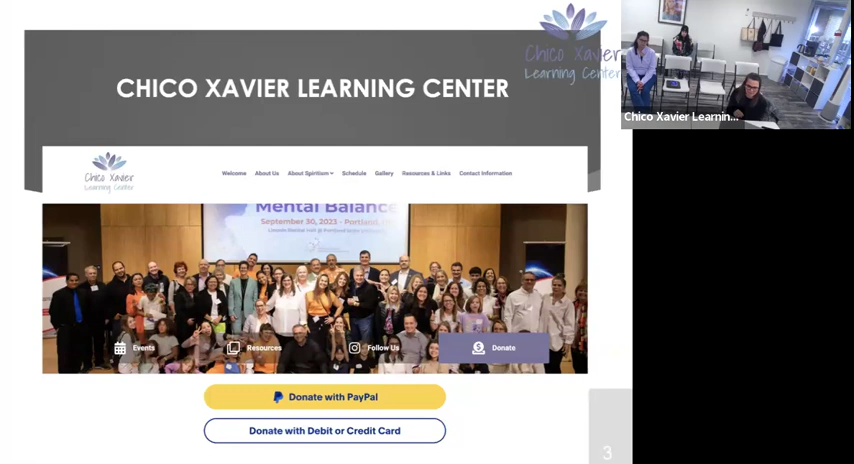 Chico Xavier
Learning Center
CHICO XAVIER LEARNING CENTER
Chico Xavier Learnin...
Chico Xavier
Learning Center
Welcome About Us About Spiritism Schedule Gallery Resources & Links Contact Information
Mental Balance
September 30, 2023 - Portland,
Events Resources Follow Us Donate
Donate with PayPal
Donate with Debit or Credit Card
3